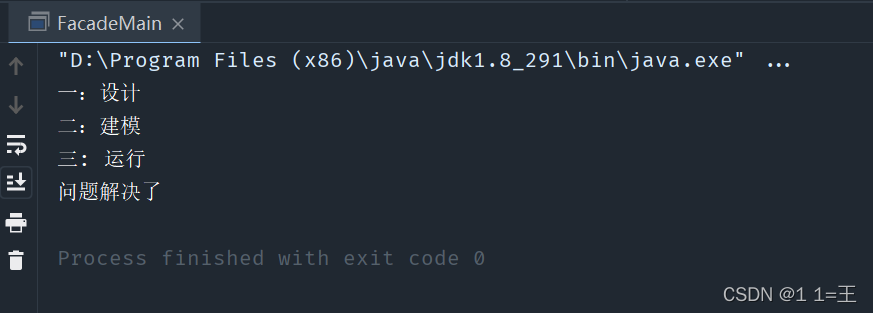 FacadeMain
"D:\Program Files (x86)\java\jdk1.8_291\bin\java.exe" ...
一：设计
二：建模
三: 运行
问题解决了
Process finished with exit code 0
CSDN @1 1=王